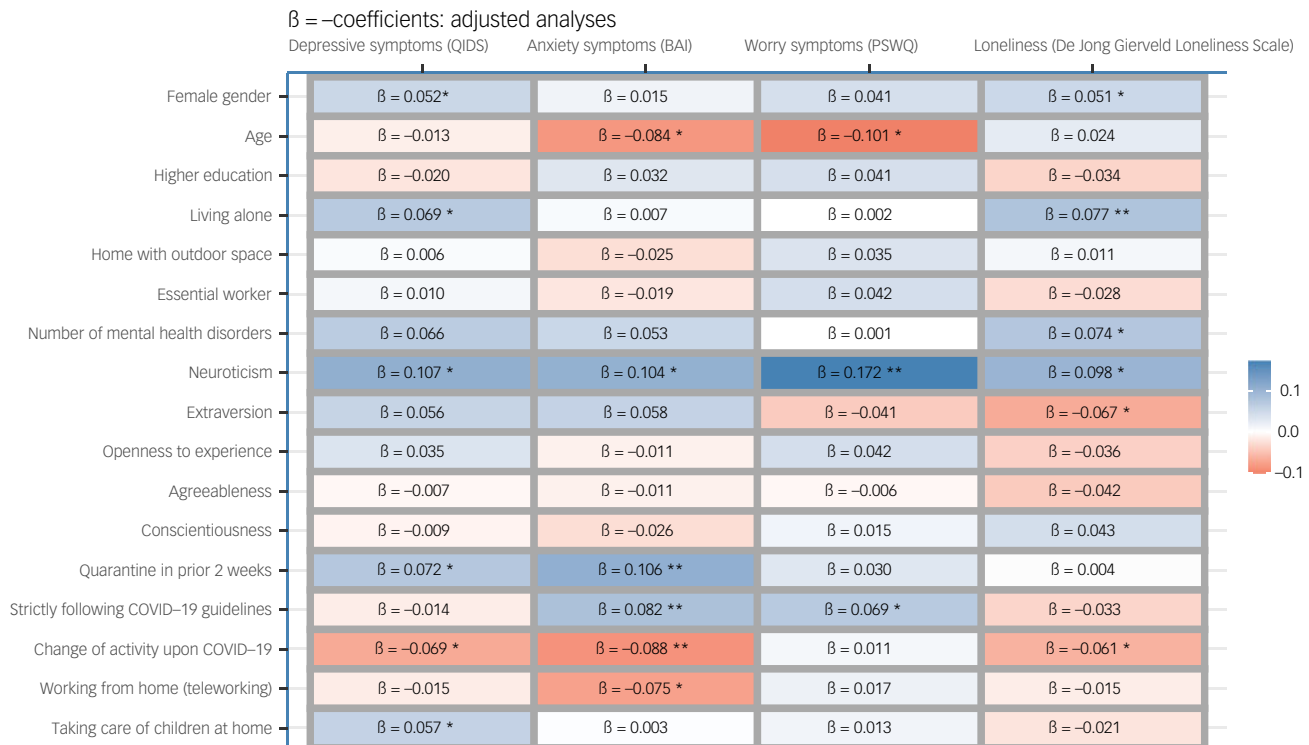 ß = –coefficients: adjusted analyses
Depressive symptoms (QIDS) Anxiety symptoms (BAI) Worry symptoms (PSWQ) Loneliness (De Jong Gierveld Loneliness Scale)
Female gender ß = 0.052* ß = 0.015 ß = 0.041 ß = 0.051 *
Age ß = –0.013 ß = –0.084 * ß = –0.101 * ß = 0.024
Higher education ß = –0.020 ß = 0.032 ß = 0.041 ß = –0.034
Living alone ß = 0.069 * ß = 0.007 ß = 0.002 ß = 0.077 **
Home with outdoor space ß = 0.006 ß = –0.025 ß = 0.035 ß = 0.011
Essential worker ß = 0.010 ß = –0.019 ß = 0.042 ß = –0.028
Number of mental health disorders ß = 0.066 ß = 0.053 ß = 0.001 ß = 0.074 *
Neuroticism ß = 0.107 * ß = 0.104 * ß = 0.172 ** ß = 0.098 *
Extraversion ß = 0.056 ß = 0.058 ß = –0.041 ß = –0.067 *
Openness to experience ß = 0.035 ß = –0.011 ß = 0.042 ß = –0.036
Agreeableness ß = –0.007 ß = –0.011 ß = –0.006 ß = –0.042
Conscientiousness ß = –0.009 ß = –0.026 ß = 0.015 ß = 0.043
Quarantine in prior 2 weeks ß = 0.072 * ß = 0.106 ** ß = 0.030 ß = 0.004
Strictly following COVID–19 guidelines ß = –0.014 ß = 0.082 ** ß = 0.069 * ß = –0.033
Change of activity upon COVID–19 ß = –0.069 * ß = –0.088 ** ß = 0.011 ß = –0.061 *
Working from home (teleworking) ß = –0.015 ß = –0.075 * ß = 0.017 ß = –0.015
Taking care of children at home ß = 0.057 * ß = 0.003 ß = 0.013 ß = –0.021
0.1
0.0
–0.1